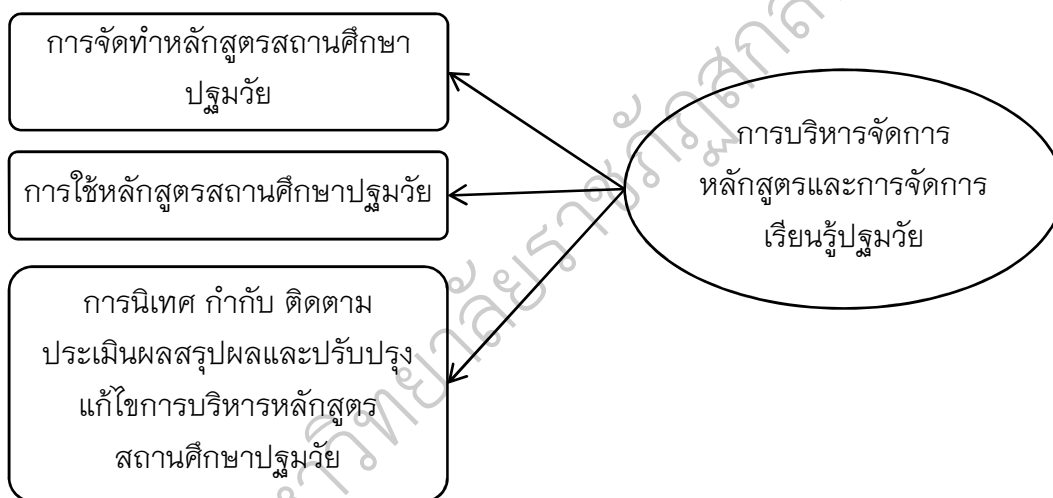 การจัดทำหลักสูตรสถานศึกษา
ปฐมวัย
การใช้หลักสูตรสถานศึกษาปฐมวัย
การนิเทศ กำกับ ติดตาม
ประเมินผลสรุปผลและปรับปรุง
แก้ไขการบริหารหลักสูตร
สถานศึกษาปฐมวัย
การบริหารจัดการ
หลักสูตรและการจัดการ
เรียนรู้ปฐมวัย